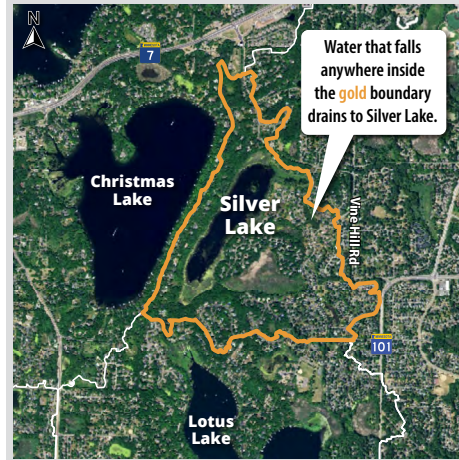 N
7
Water that falls
anywhere inside
the gold boundary
drains to Silver Lake.
Christmas
Lake
Silver
Lake
Vine Hill Rd
101
Lotus
Lake